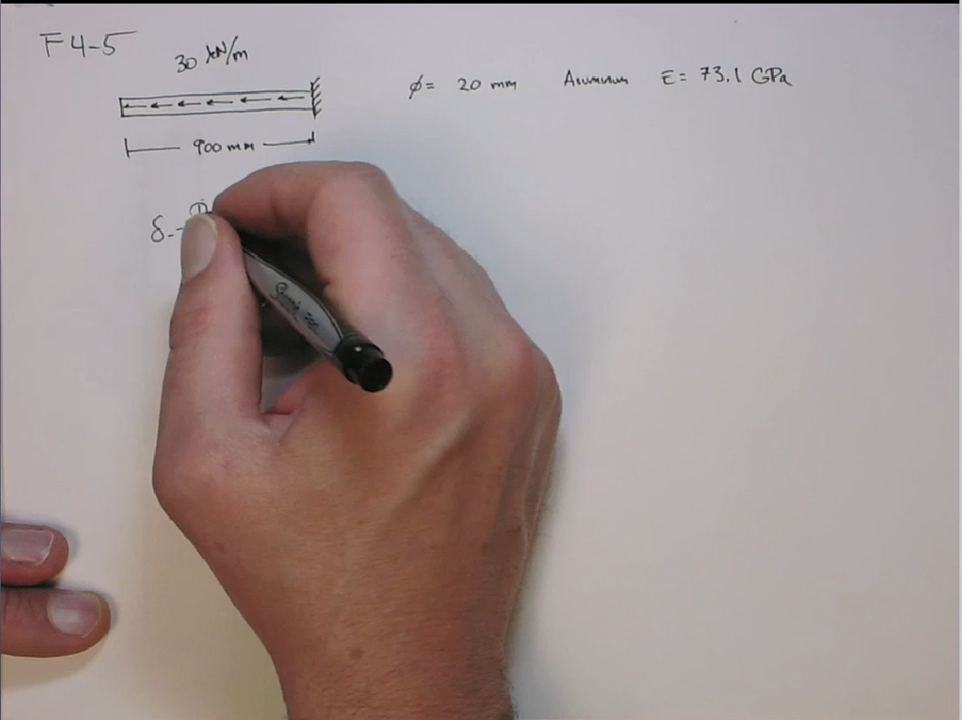 F4-5
30 kN/m
ϕ= 20 mm Aluminum E= 73.1 GPa
900 mm
δ